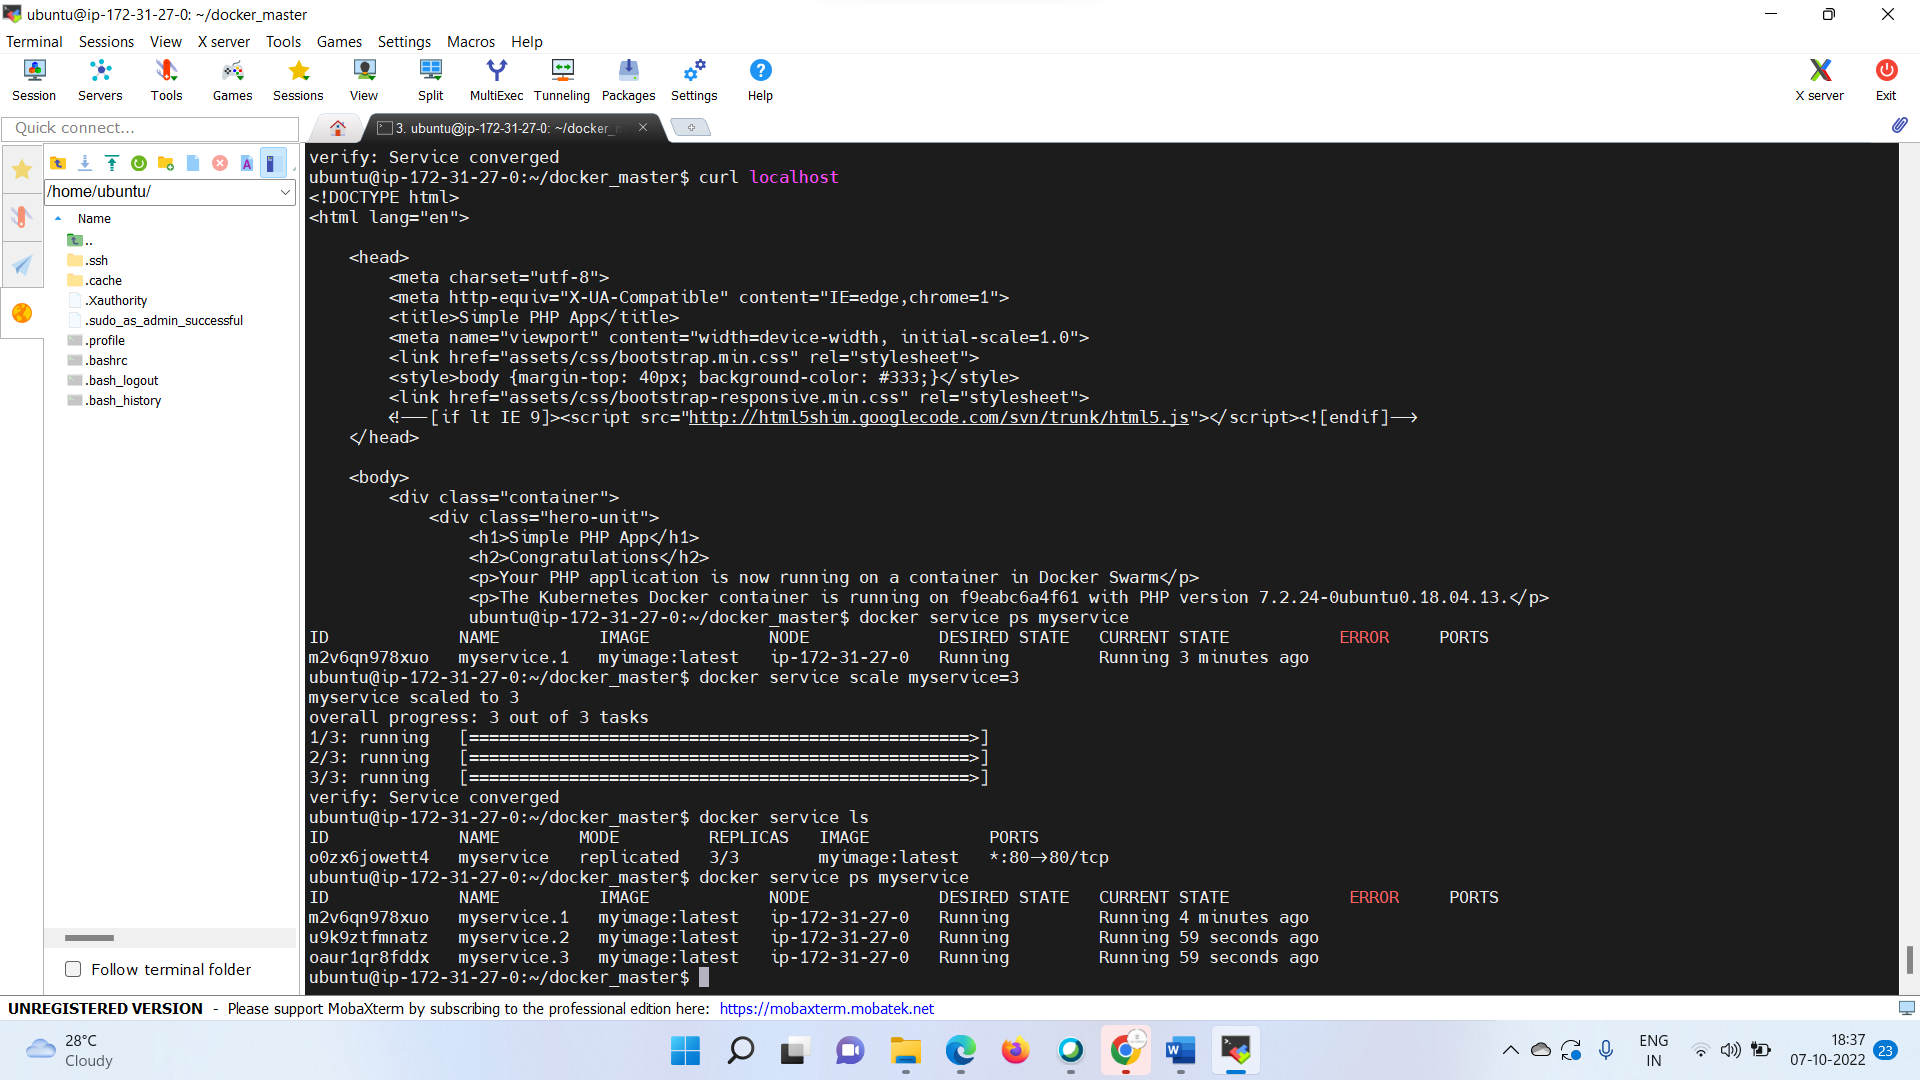 ubuntu@ip-172-31-27-0: ~/docker_master
Terminal Sessions View X server Tools Games Settings Macros Help
Session Servers Tools Games Sessions View Split MultiExec Tunneling Packages Settings Help X server Exit
Quick connect...
3. ubuntu@ip-172-31-27-0: ~/docker_
/home/ubuntu/
Name
..
.ssh
.cache
.Xauthority
.sudo_as_admin_successful
.profile
.bashrc
.bash_logout
.bash_history
Follow terminal folder
verify: Service converged
ubuntu@ip-172-31-27-0:~/docker_master$ curl localhost
<!DOCTYPE html>
<html lang="en">
<head>
<meta charset="utf-8">
<meta http-equiv="X-UA-Compatible" content="IE=edge,chrome=1">
<title>Simple PHP App</title>
<meta name="viewport" content="width=device-width, initial-scale=1.0">
<link href="assets/css/bootstrap.min.css" rel="stylesheet">
<style>body {margin-top: 40px; background-color: #333;}</style>
<link href="assets/css/bootstrap-responsive.min.css" rel="stylesheet">
<!--[if lt IE 9]><script src="http://html5shim.googlecode.com/svn/trunk/html5.js"></script><![endif]-->
</head>
<body>
<div class="container">
<div class="hero-unit">
<h1>Simple PHP App</h1>
<h2>Congratulations</h2>
<p>Your PHP application is now running on a container in Docker Swarm</p>
<p>The Kubernetes Docker container is running on f9eabc6a4f61 with PHP version 7.2.24-0ubuntu0.18.04.13.</p>
ubuntu@ip-172-31-27-0:~/docker_master$ docker service ps myservice
ID NAME IMAGE NODE DESIRED STATE CURRENT STATE ERROR PORTS
m2v6qn978xuo myservice.1 myimage:latest ip-172-31-27-0 Running Running 3 minutes ago
ubuntu@ip-172-31-27-0:~/docker_master$ docker service scale myservice=3
myservice scaled to 3
overall progress: 3 out of 3 tasks
1/3: running [==================================================>]
2/3: running [==================================================>]
3/3: running [==================================================>]
verify: Service converged
ubuntu@ip-172-31-27-0:~/docker_master$ docker service ls
ID NAME MODE REPLICAS IMAGE PORTS
o0zx6jowett4 myservice replicated 3/3 myimage:latest *:80->80/tcp
ubuntu@ip-172-31-27-0:~/docker_master$ docker service ps myservice
ID NAME IMAGE NODE DESIRED STATE CURRENT STATE ERROR PORTS
m2v6qn978xuo myservice.1 myimage:latest ip-172-31-27-0 Running Running 4 minutes ago
u9k9ztfmnatz myservice.2 myimage:latest ip-172-31-27-0 Running Running 59 seconds ago
oaur1qr8fddx myservice.3 myimage:latest ip-172-31-27-0 Running Running 59 seconds ago
ubuntu@ip-172-31-27-0:~/docker_master$
UNREGISTERED VERSION - Please support MobaXterm by subscribing to the professional edition here: https://mobaxterm.mobatek.net
28°C
Cloudy
ENG
IN
18:37
07-10-2022
23